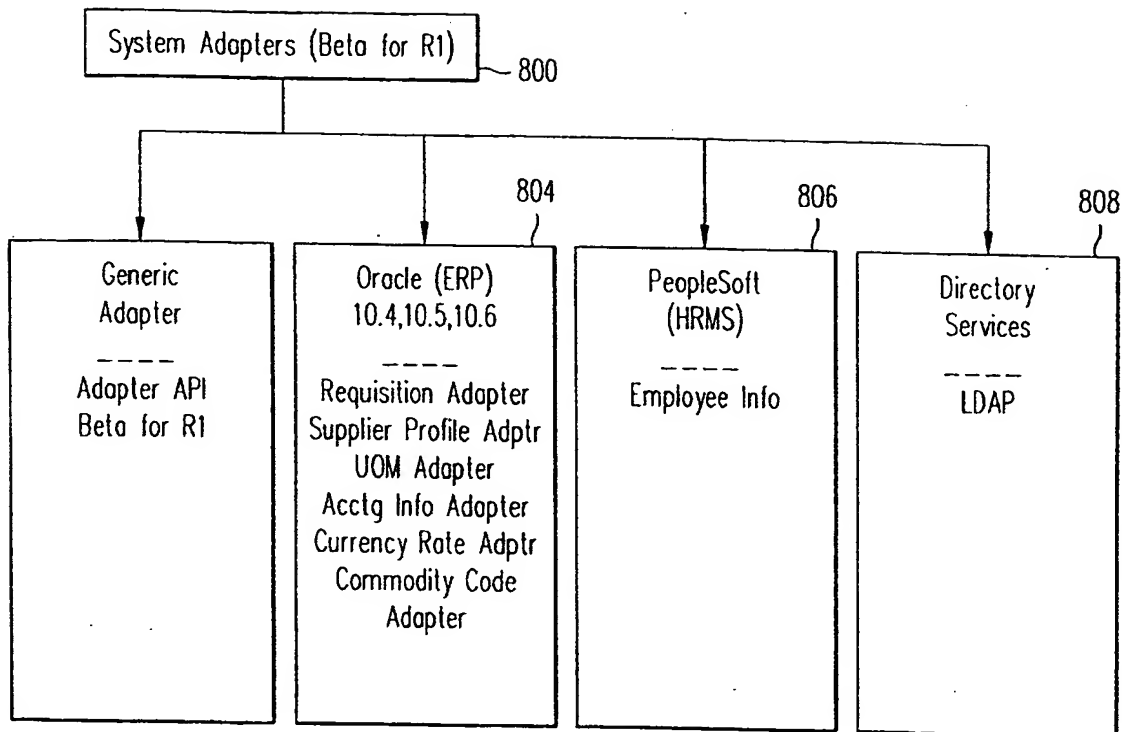 System Adapters (Beta for R1)
800
804
806
808
Generic
Adapter
Adapter API
Beta for R1
Oracle (ERP)
10.4,10.5,10.6
Requisition Adapter
Supplier Profile Adptr
UOM Adapter
Acctg Info Adapter
Currency Rate Adptr
Commodity Code
Adapter
PeopleSoft
(HRMS)
Employee Info
Directory
Services
LDAP